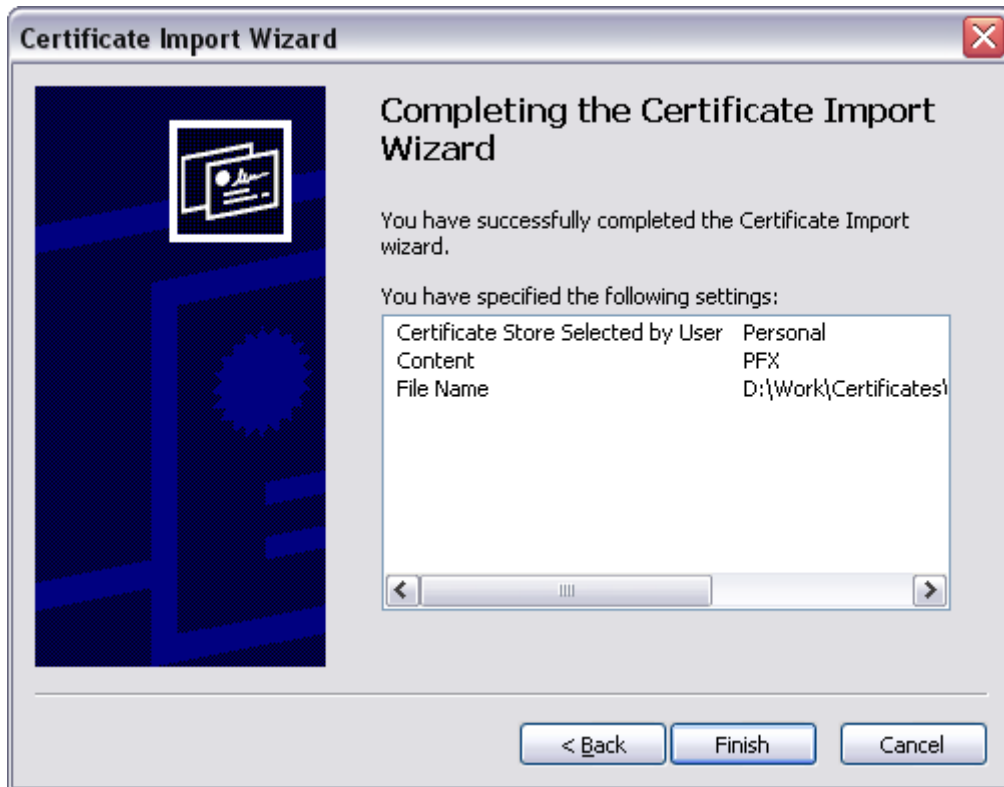 Certificate Import Wizard
Completing the Certificate Import
Wizard
You have successfully completed the Certificate Import
wizard.
You have specified the following settings:
Certificate Store Selected by User Personal
Content PFX
File Name D:\Work\Certificates\
< Back Finish Cancel